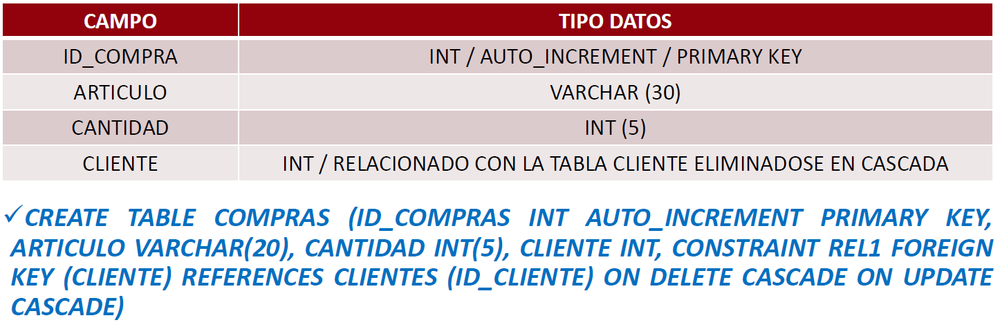 CAMPO TIPO DATOS
ID_COMPRA INT / AUTO_INCREMENT / PRIMARY KEY
ARTICULO VARCHAR (30)
CANTIDAD INT (5)
CLIENTE INT / RELACIONADO CON LA TABLA CLIENTE ELIMINADOSE EN CASCADA
✓CREATE TABLE COMPRAS (ID_COMPRAS INT AUTO_INCREMENT PRIMARY KEY,
ARTICULO VARCHAR(20), CANTIDAD INT(5), CLIENTE INT, CONSTRAINT REL1 FOREIGN
KEY (CLIENTE) REFERENCES CLIENTES (ID_CLIENTE) ON DELETE CASCADE ON UPDATE
CASCADE)